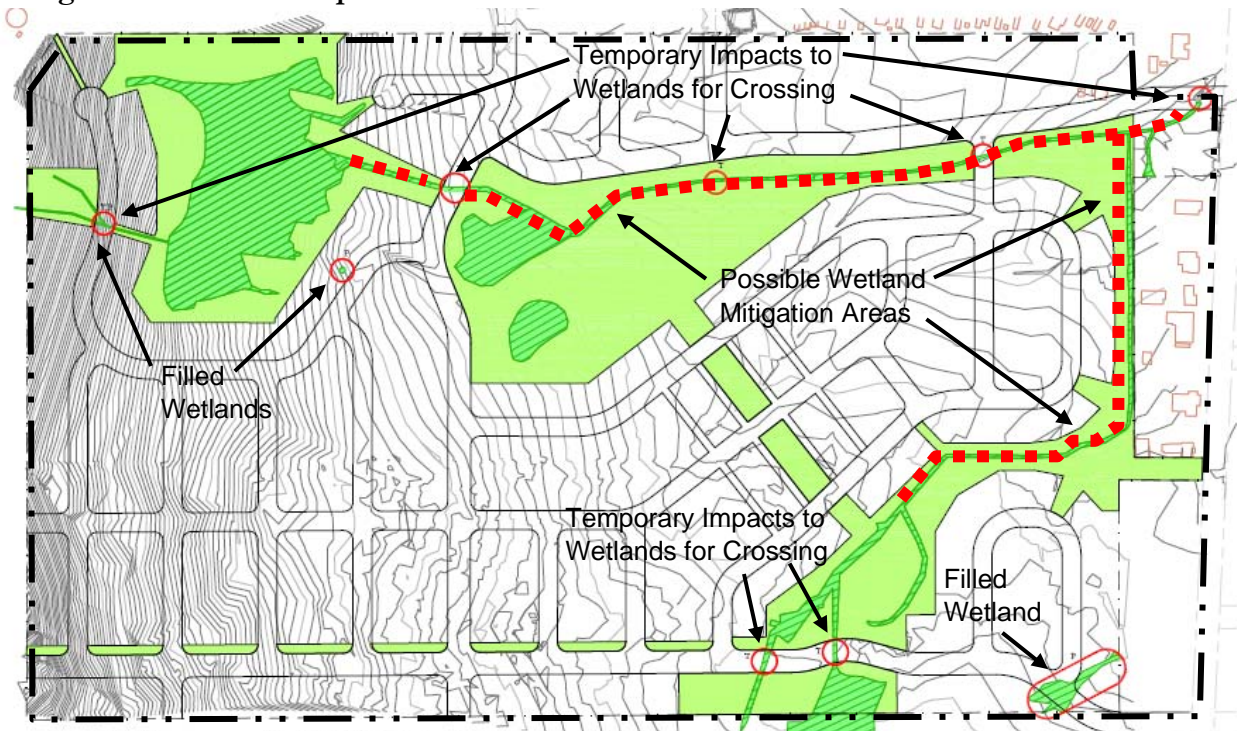 Temporary Impacts to
Wetlands for Crossing
Possible Wetland
Mitigation Areas
Filled
Wetlands
Temporary Impacts to
Wetlands for Crossing
Filled
Wetland